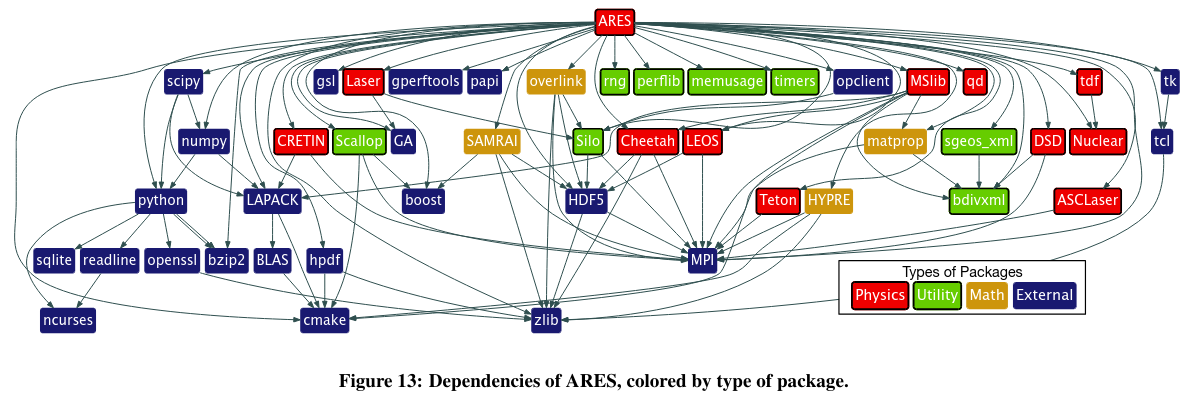 ARES
scipy gsl Laser gperftools papi overlink rng perflib memusage timers opclient MSlib qd tdf tk
numpy CRETIN Scallop GA SAMRAI Silo Cheetah LEOS matprop sgeos_xml DSD Nuclear tcl
python LAPACK boost HDF5 Teton HYPRE bdivxml ASCLaser
sqlite readline openssl bzip2 BLAS hpdf MPI
Types of Packages
Physics Utility Math External
ncurses cmake zlib
Figure 13: Dependencies of ARES, colored by type of package.